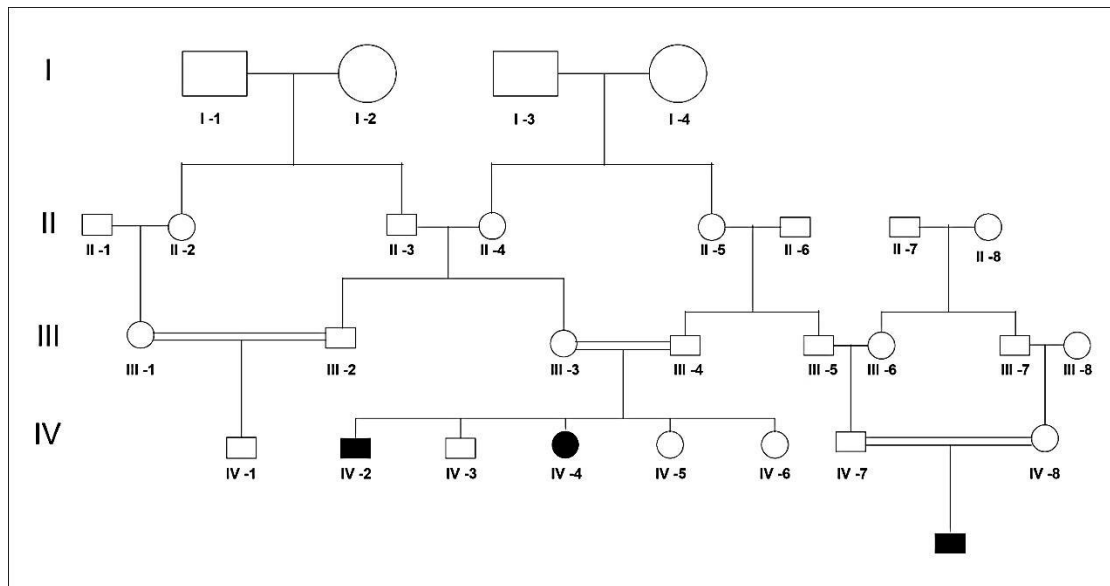 I
I -1 I -2 I -3 I -4
II
II -1 II -2 II -3 II -4 II -5 II -6 II -7 II -8
III
III -1 III -2 III -3 III -4 III -5 III -6 III -7 III -8
IV
IV -1 IV -2 IV -3 IV -4 IV -5 IV -6 IV -7 IV -8